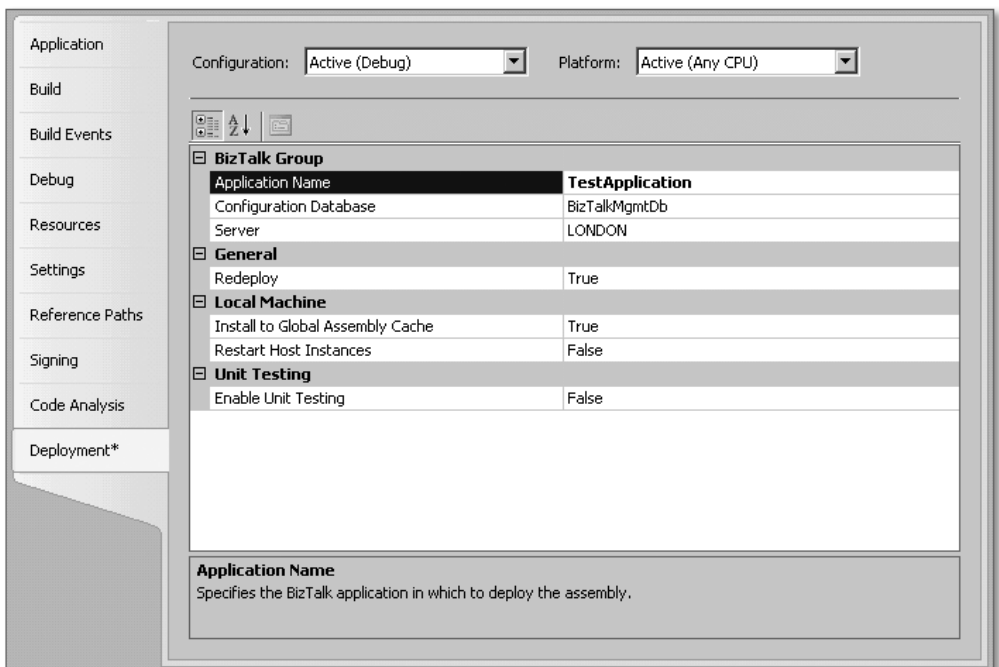 Application
Build
Build Events
Debug
Resources
Settings
Reference Paths
Signing
Code Analysis
Deployment*
Configuration: Active (Debug) Platform: Active (Any CPU)
BizTalk Group
Application Name TestApplication
Configuration Database BizTalkMgmtDb
Server LONDON
General
Redeploy True
Local Machine
Install to Global Assembly Cache True
Restart Host Instances False
Unit Testing
Enable Unit Testing False
Application Name
Specifies the BizTalk application in which to deploy the assembly.